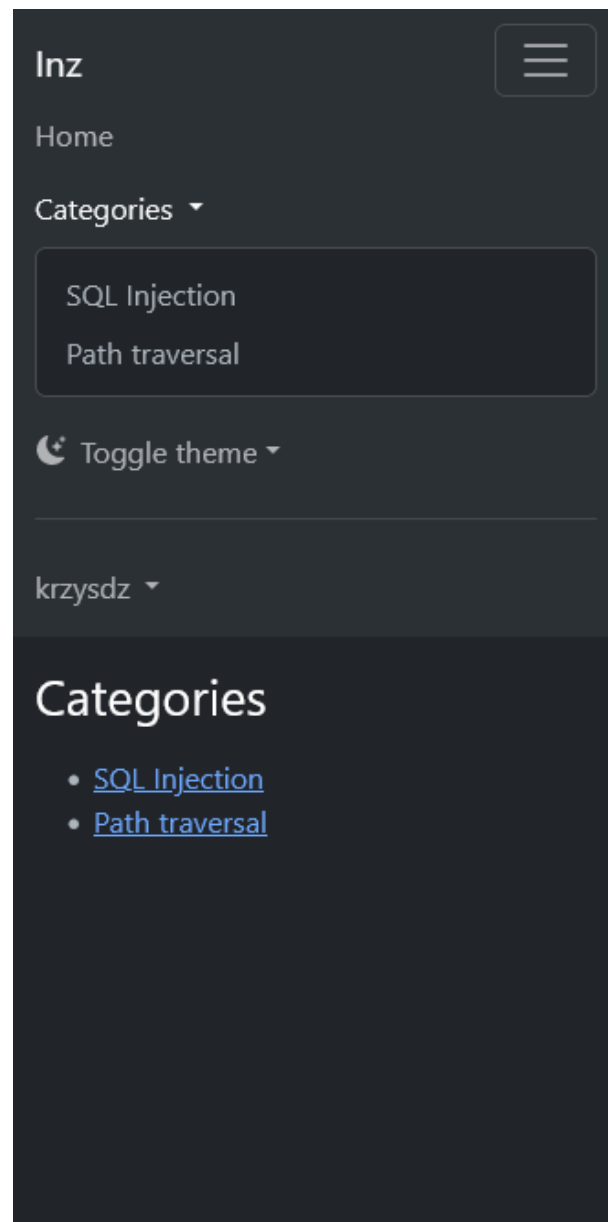 Inz
Home
Categories
SQL Injection
Path traversal
Toggle theme
krzysdz
Categories
SQL Injection
Path traversal